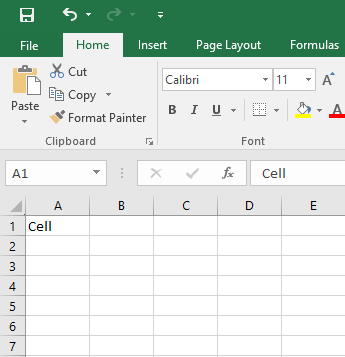 File Home Insert Page Layout Formulas
Cut
Copy
Paste
Format Painter
Clipboard
Calibri 11 A
B I U A
Font
A1 fx Cell
A B C D E
1 Cell
2
3
4
5
6
7